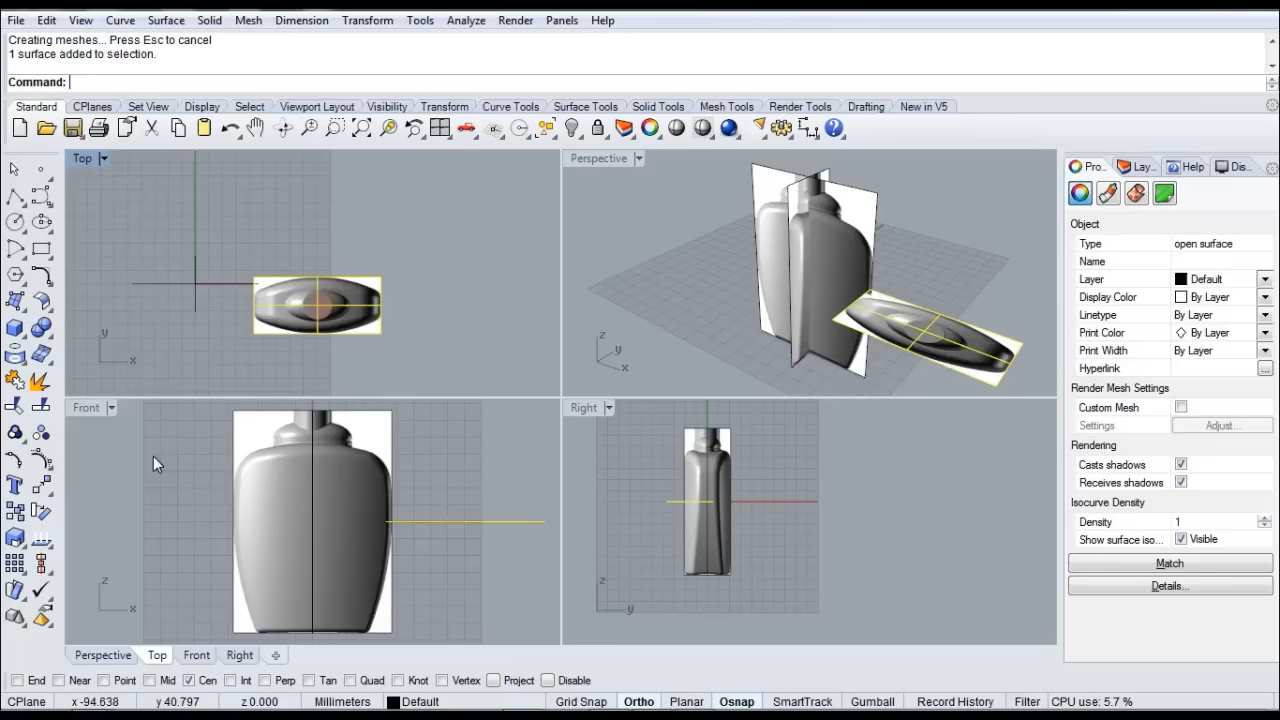 File Edit View Curve Surface Solid Mesh Dimension Transform Tools Analyze Render Panels Help
Creating meshes... Press Esc to cancel
1 surface added to selection.
Command:
Standard CPlanes Set View Display Select Viewport Layout Visibility Transform Curve Tools Surface Tools Solid Tools Mesh Tools Render Tools Drafting New in V5
Top
Perspective
y
x
z
y
x
Front
Right
z
x
z
y
Pro... Lay... Help Dis...
Object
Type open surface
Name
Layer Default
Display Color By Layer
Linetype By Layer
Print Color By Layer
Print Width By Layer
Hyperlink ...
Render Mesh Settings
Custom Mesh
Settings Adjust...
Rendering
Casts shadows
Receives shadows
Isocurve Density
Density 1
Show surface iso... Visible
Match
Details...
Perspective Top Front Right
End Near Point Mid Cen Int Perp Tan Quad Knot Vertex Project Disable
CPlane x -94.638 y 40.797 z 0.000 Millimeters Default Grid Snap Ortho Planar Osnap SmartTrack Gumball Record History Filter CPU use: 5.7 %